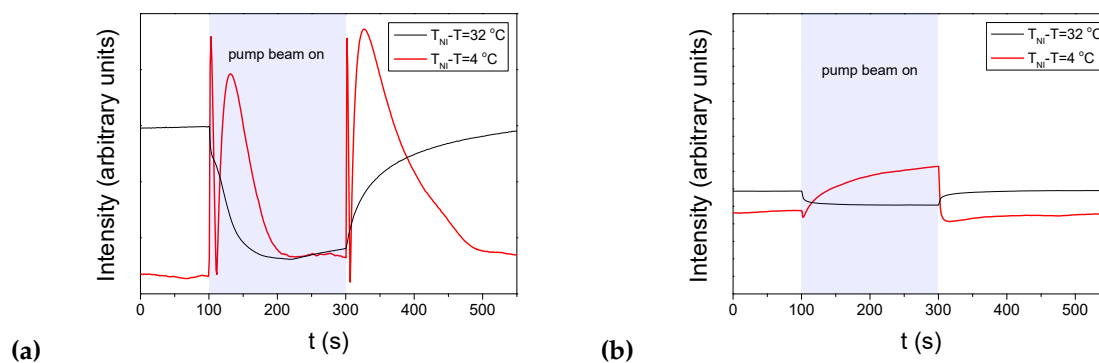 T_NI-T=32 °C
T_NI-T=4 °C
pump beam on
Intensity (arbitrary units)
0 100 200 300 400 500
t (s)
(a)
T_NI-T=32 °C
T_NI-T=4 °C
pump beam on
Intensity (arbitrary units)
0 100 200 300 400 500
t (s)
(b)